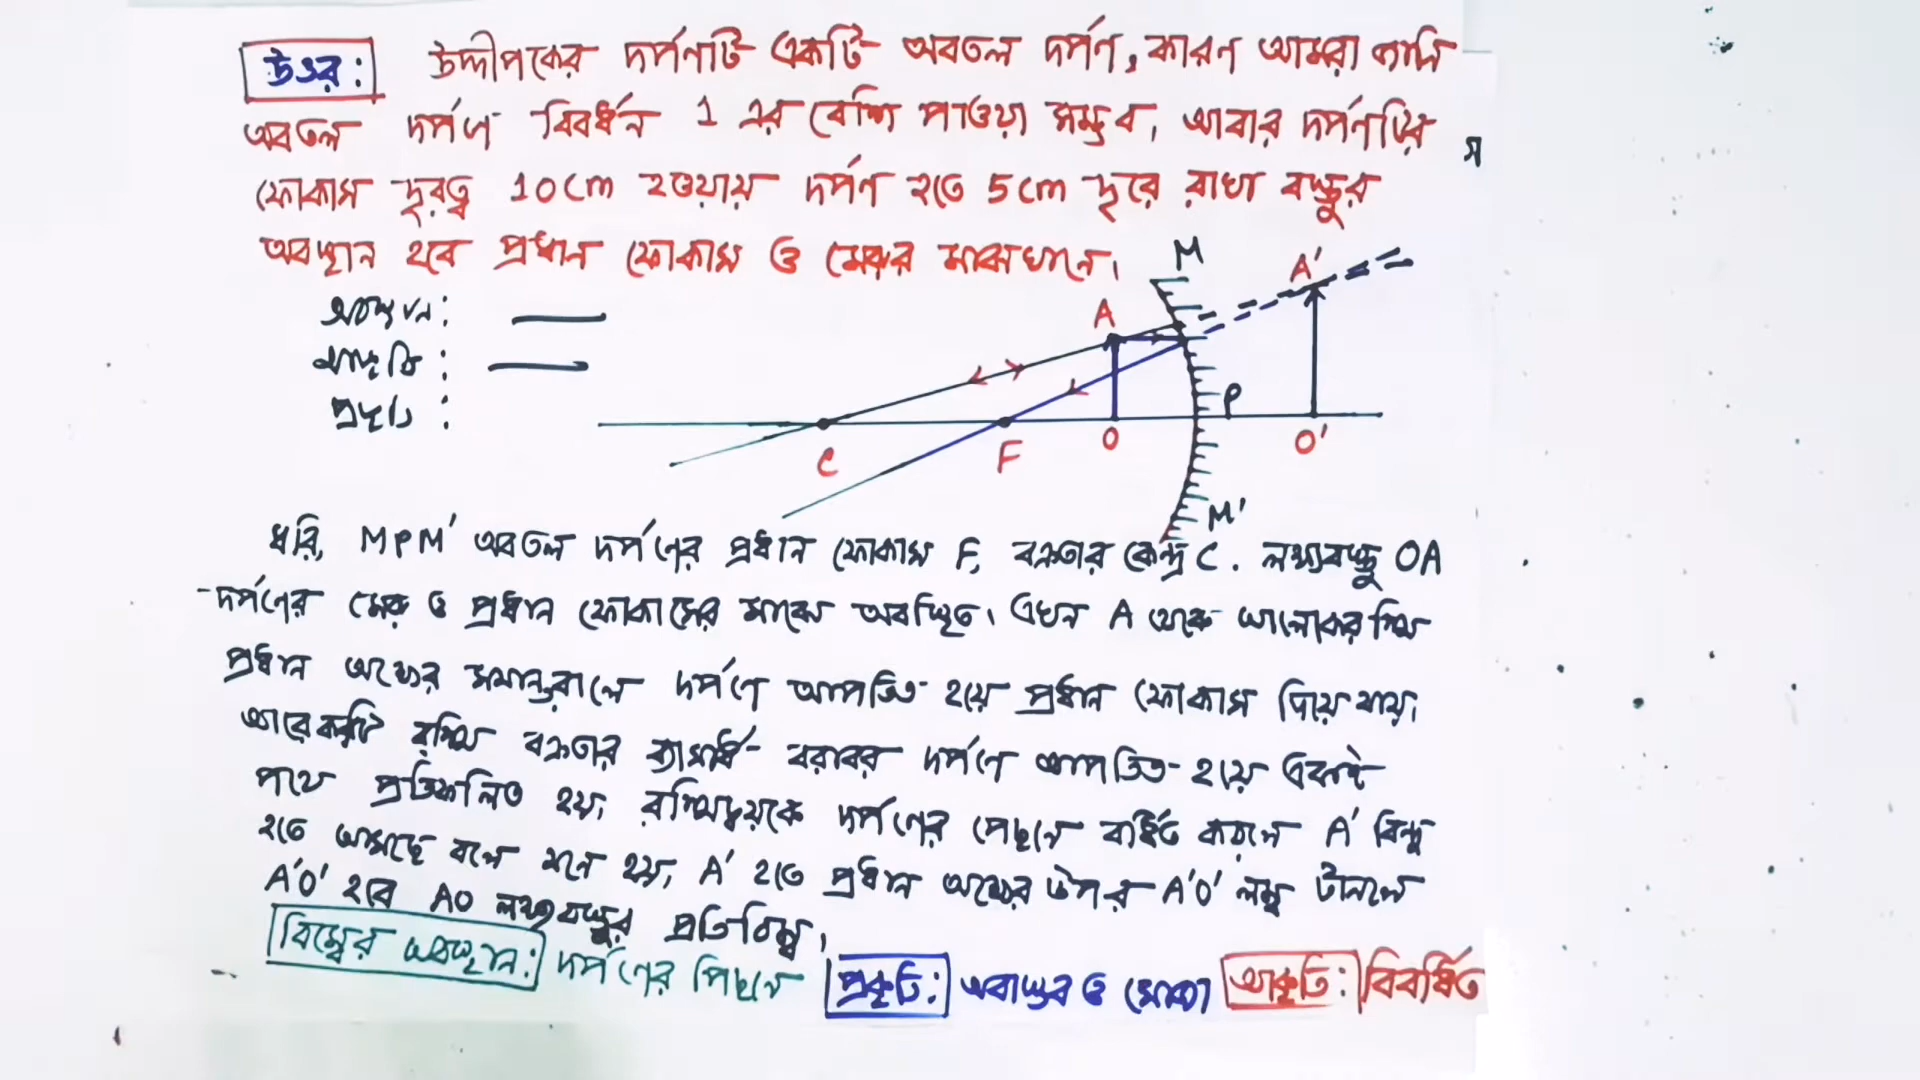 উত্তর: উদ্দীপকের দর্পণটি একটি অবতল দর্পণ, কারণ আমরা জানি
অবতল দর্পণে বিবর্ধন 1 এর বেশি পাওয়া সম্ভব, আবার দর্পণটির
স
ফোকাস দূরত্ব 10cm হওয়ায় দর্পণ হতে 5cm দূরে রাখা বস্তুর
অবস্থান হবে প্রধান ফোকাস ও মেরুর মাঝখানে।
অবস্থান:
আকৃতি:
প্রকৃতি:
M
A
A'
P
C
F
O
O'
M'
ধরি, MPM' অবতল দর্পণের প্রধান ফোকাস F, বক্রতার কেন্দ্র C. লক্ষ্যবস্তু OA
দর্পণের মেরু ও প্রধান ফোকাসের মাঝে অবস্থিত। এখন A থেকে আলোকরশ্মি
প্রধান অক্ষের সমান্তরালে দর্পণে আপতিত হয়ে প্রধান ফোকাস দিয়ে যায়।
আরেকটি রশ্মি বক্রতার ব্যাসার্ধ বরাবর দর্পণে আপতিত হয়ে একই
পথে প্রতিফলিত হয়, রশ্মিদ্বয়কে দর্পণের পেছনে বর্ধিত করলে A' বিন্দু
হতে আসছে বলে মনে হয়, A' হতে প্রধান অক্ষের উপর A'O' লম্ব টানলে
A'O' হবে AO লক্ষ্যবস্তুর প্রতিবিম্ব।
বিম্বের অবস্থান: দর্পণের পিছনে প্রকৃতি: অবাস্তব ও সোজা আকৃতি: বিবর্ধিত